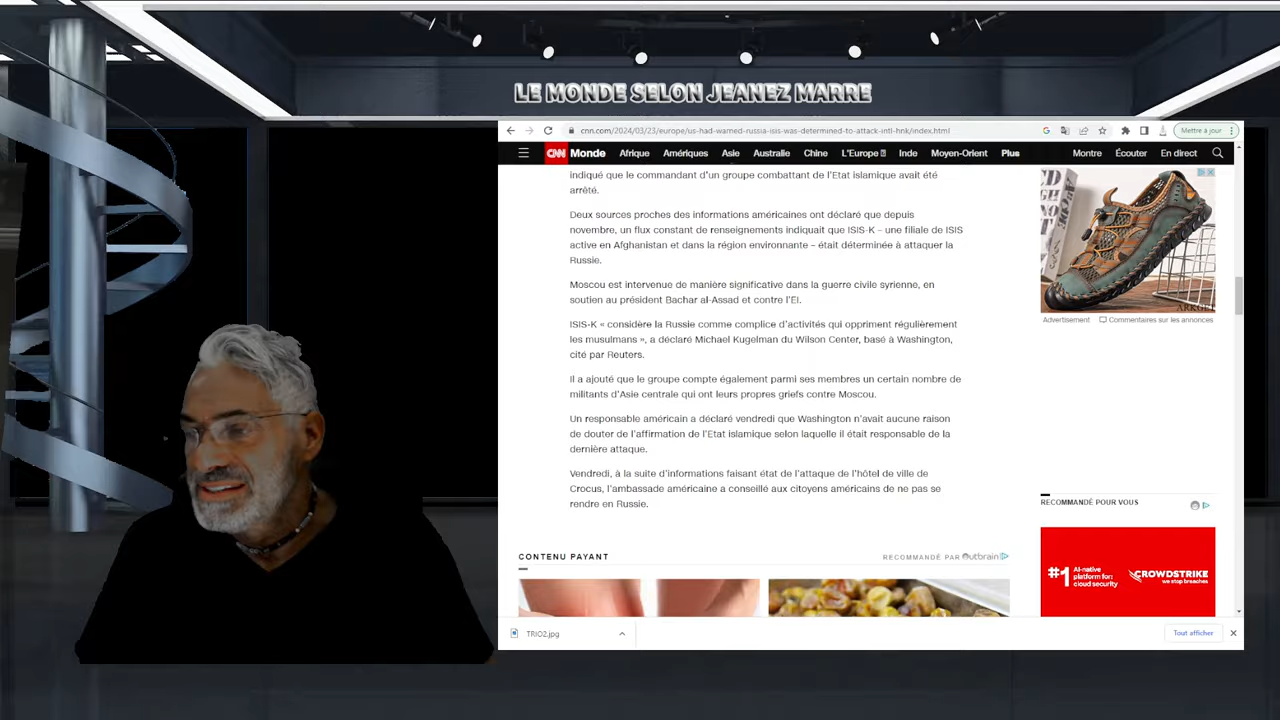 LE MONDE SELON JEANEZ MARRE
cnn.com/2024/03/23/europe/us-had-warned-russia-isis-was-determined-to-attack-intl-hnk/index.html
Mettre à jour
CNN Monde Afrique Amériques Asie Australie Chine L'Europe Inde Moyen-Orient Plus Montre Écouter En direct
indiqué que le commandant d'un groupe combattant de l'Etat islamique avait été
arrêté.
Deux sources proches des informations américaines ont déclaré que depuis
novembre, un flux constant de renseignements indiquait que ISIS-K – une filiale de ISIS
active en Afghanistan et dans la région environnante – était déterminée à attaquer la
Russie.
Moscou est intervenue de manière significative dans la guerre civile syrienne, en
soutien au président Bachar al-Assad et contre l'EI.
ISIS-K « considère la Russie comme complice d'activités qui oppriment régulièrement
les musulmans », a déclaré Michael Kugelman du Wilson Center, basé à Washington,
cité par Reuters.
Il a ajouté que le groupe compte également parmi ses membres un certain nombre de
militants d'Asie centrale qui ont leurs propres griefs contre Moscou.
Un responsable américain a déclaré vendredi que Washington n'avait aucune raison
de douter de l'affirmation de l'Etat islamique selon laquelle il était responsable de la
dernière attaque.
Vendredi, à la suite d'informations faisant état de l'attaque de l'hôtel de ville de
Crocus, l'ambassade américaine a conseillé aux citoyens américains de ne pas se
rendre en Russie.
CONTENU PAYANT
RECOMMANDÉ PAR Outbrain
ARKGET
Advertisement Commentaires sur les annonces
RECOMMANDÉ POUR VOUS
#1 AI-native
platform for
cloud security
CROWDSTRIKE
we stop breaches
TRIO2.jpg
Tout afficher